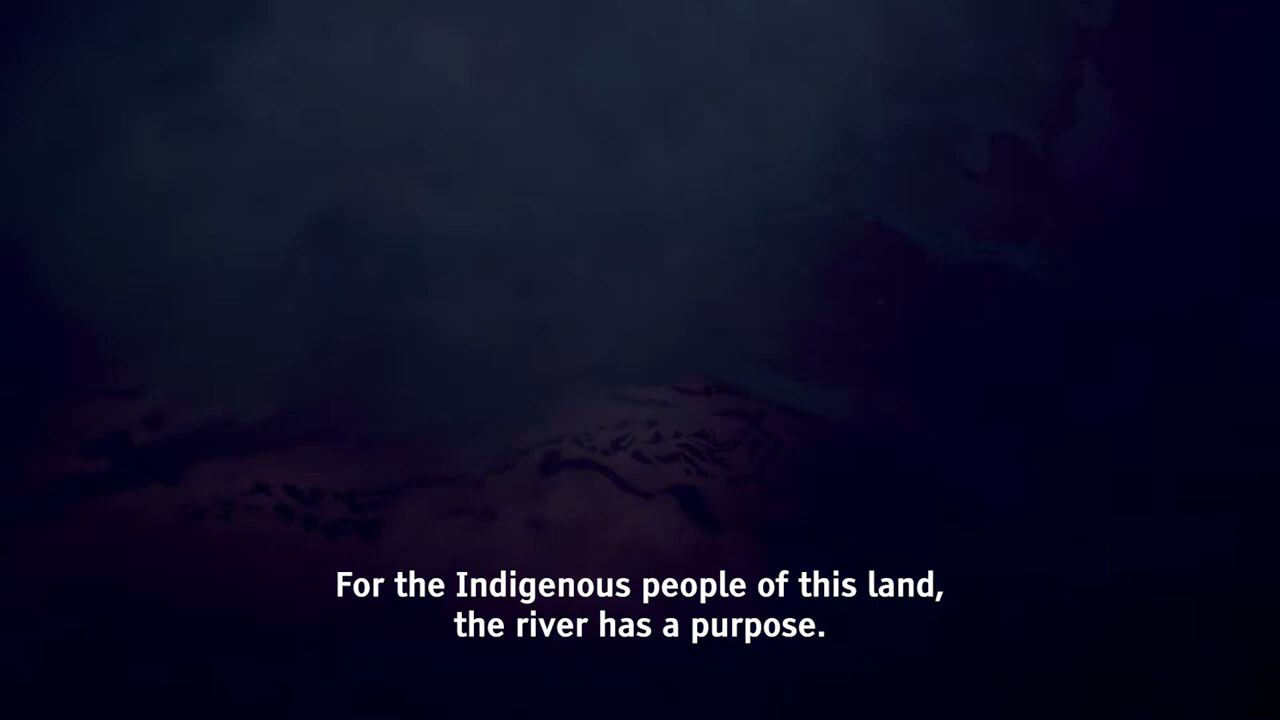 For the Indigenous people of this land,
the river has a purpose.